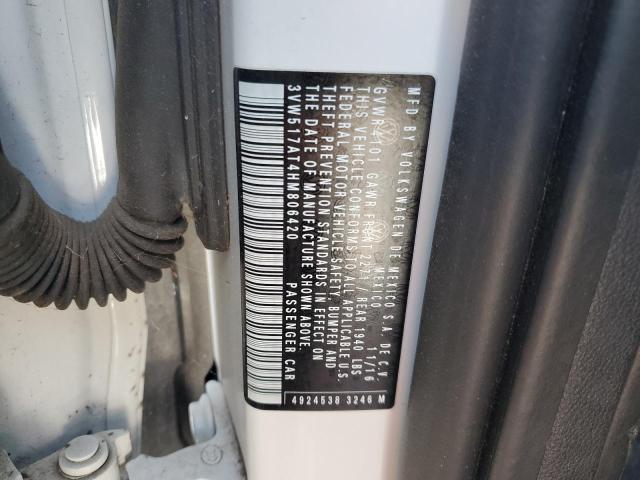 MFD BY VOLKSWAGEN DE MEXICO S.A. DE C.V.
MEXICO 11/16
GVWR 4101 GAWR FRONT 2271 REAR 1940 LBS
THIS VEHICLE CONFORMS TO ALL APPLICABLE U.S.
FEDERAL MOTOR VEHICLE SAFETY, BUMPER AND
THEFT PREVENTION STANDARDS IN EFFECT ON
THE DATE OF MANUFACTURE SHOWN ABOVE.
3VW517AT4HM806420 PASSENGER CAR
4924538 3246 M